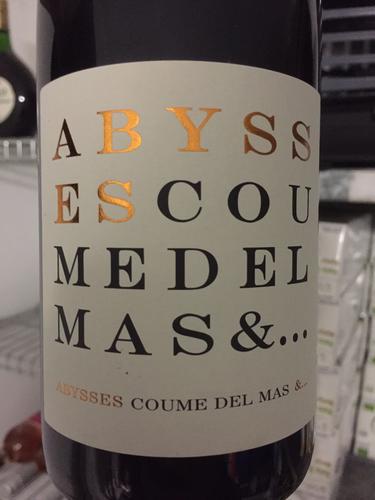 ABYSS
ESCOU
MEDEL
MAS&...
ABYSSES COUME DEL MAS &...